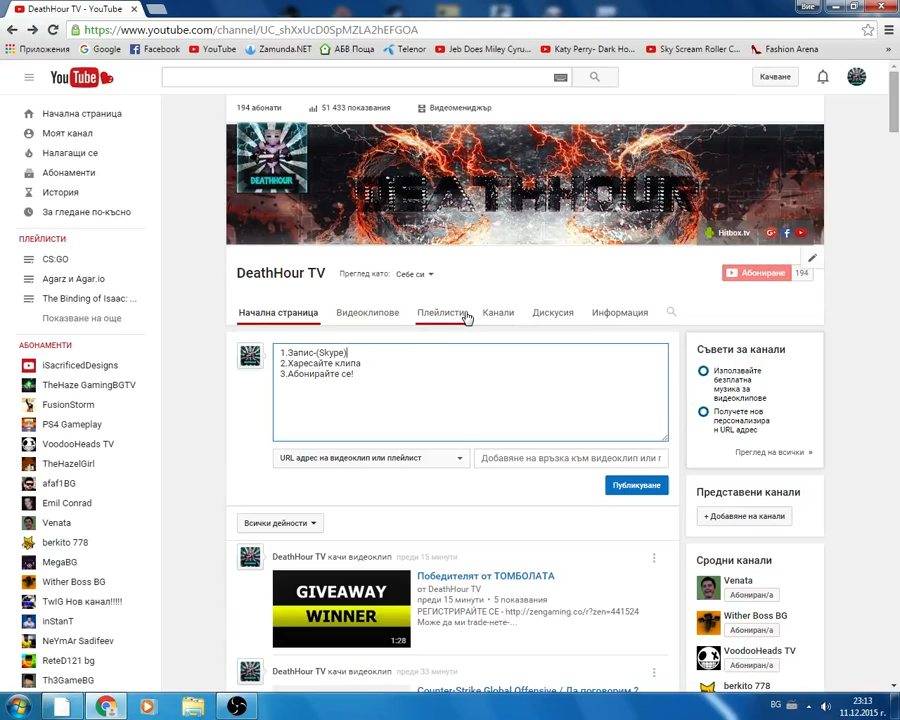 DeathHour TV - YouTube
Вие
https://www.youtube.com/channel/UC_shXxUcD0SpMZLA2hEFGOA
Приложения Google Facebook YouTube Zamunda.NET АБВ Поща Telenor Jeb Does Miley Cyru... Katy Perry- Dark Ho... Sky Scream Roller C... Fashion Arena »
You Tube
Качване
Начална страница
Моят канал
Налагащи се
Абонаменти
История
За гледане по-късно
ПЛЕЙЛИСТИ
CS:GO
Agarz и Agar.io
The Binding of Isaac: ...
Показване на още
АБОНАМЕНТИ
iSacrificedDesigns
TheHaze GamingBGTV
FusionStorm
PS4 Gameplay
VoodooHeads TV
TheHazelGirl
afaf1BG
Emil Conrad
Venata
berkito 778
MegaBG
Wither Boss BG
TwIG Нов канал!!!!!
inStanT
NeYmAr Sadifeev
ReteD121 bg
Th3GameBG
194 абонати 51 433 показвания Видеомениджър
DEATHHOUR
DEATHHOUR
Hitbox.tv
DeathHour TV Преглед като: Себе си
Абониране 194
Начална страница Видеоклипове Плейлисти Канали Дискусия Информация
1.Запис-(Skype)
2.Харесайте клипа
3.Абонирайте се!
URL адрес на видеоклип или плейлист Добавяне на връзка към видеоклип или г
Публикуване
Всички дейности
DeathHour TV качи видеоклип преди 15 минути
GIVEAWAY
WINNER
1:28
Победителят от ТОМБОЛАТА
от DeathHour TV
преди 15 минути • 5 показвания
РЕГИСТРИРАЙТЕ СЕ - http://zengaming.co/r?zen=441524
Може да ми trade-нете-...
DeathHour TV качи видеоклип преди 33 минути
Counter-Strike Global Offensive / Да поговорим ?
Съвети за канали
Използвайте
безплатна
музика за
видеоклипове
Получете нов
персонализира
н URL адрес
Преглед на всички »
Представени канали
+ Добавяне на канали
Сродни канали
Venata
Абониран/а
Wither Boss BG
Абониран/а
VoodooHeads TV
Абониран/а
berkito 778
BG
23:13
11.12.2015 г.